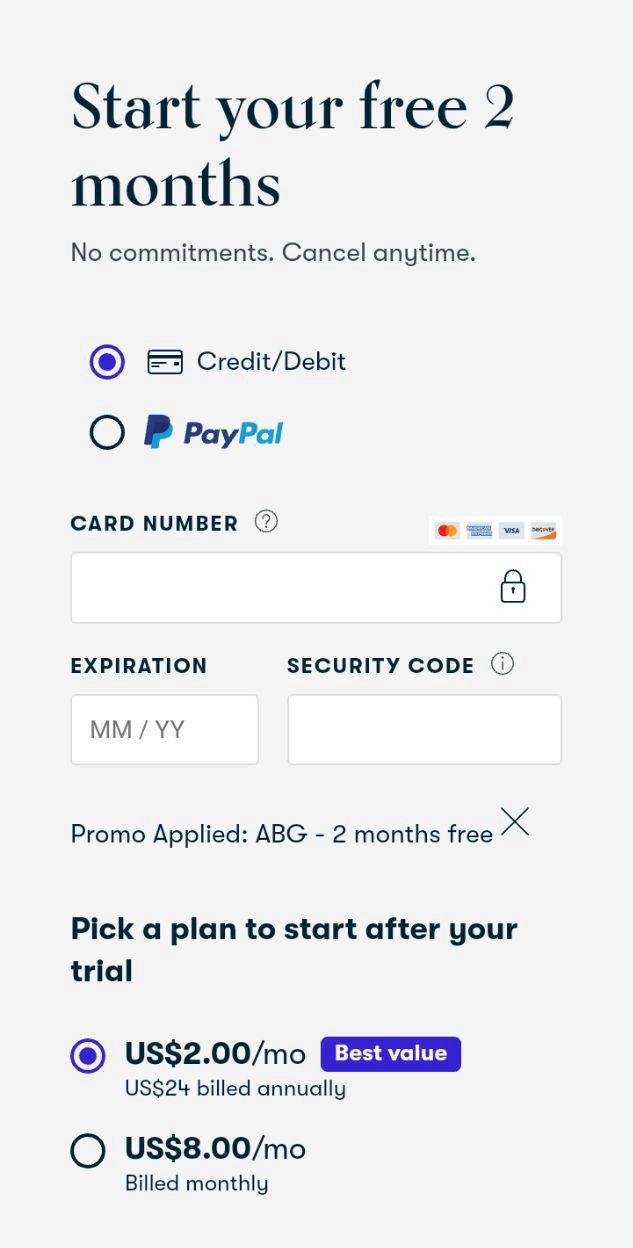 Start your free 2
months
No commitments. Cancel anytime.
Credit/Debit
PayPal
CARD NUMBER ?
AMERICAN EXPRESS VISA DISCOVER
EXPIRATION SECURITY CODE i
MM / YY
Promo Applied: ABG - 2 months free
Pick a plan to start after your
trial
US$2.00/mo Best value
US$24 billed annually
US$8.00/mo
Billed monthly